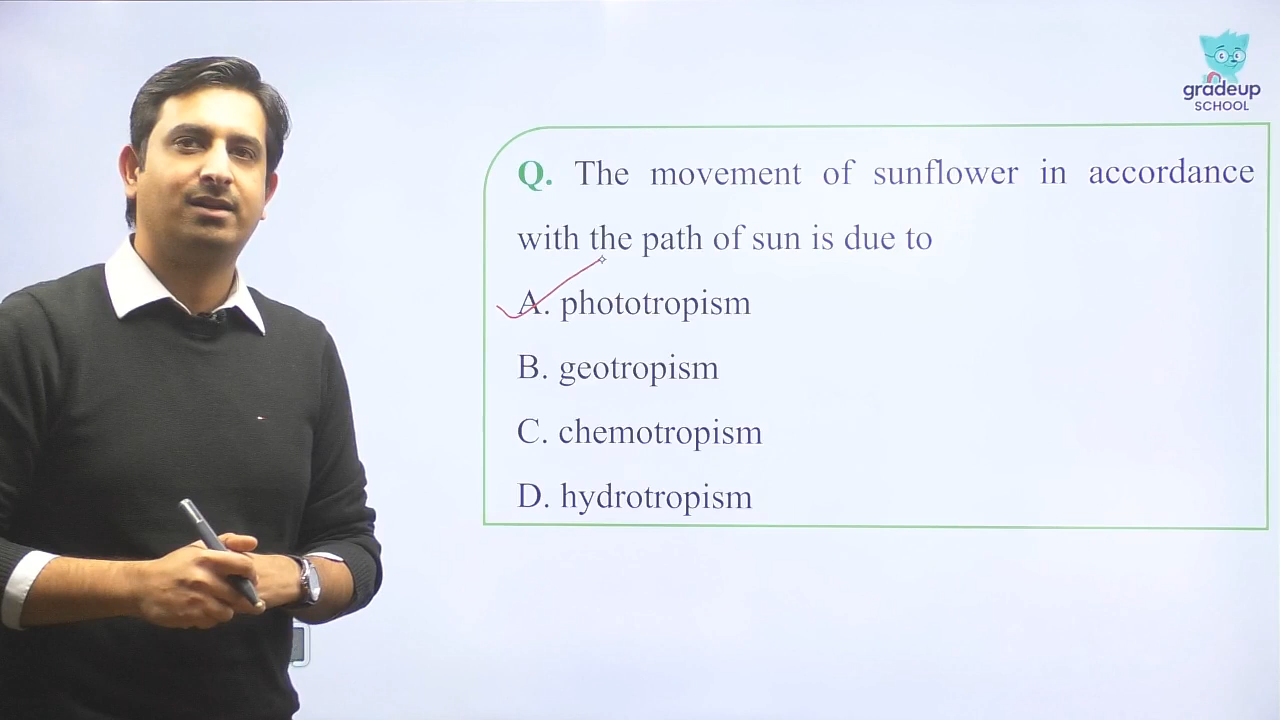 gradeup
SCHOOL
Q. The movement of sunflower in accordance
with the path of sun is due to
A. phototropism
B. geotropism
C. chemotropism
D. hydrotropism